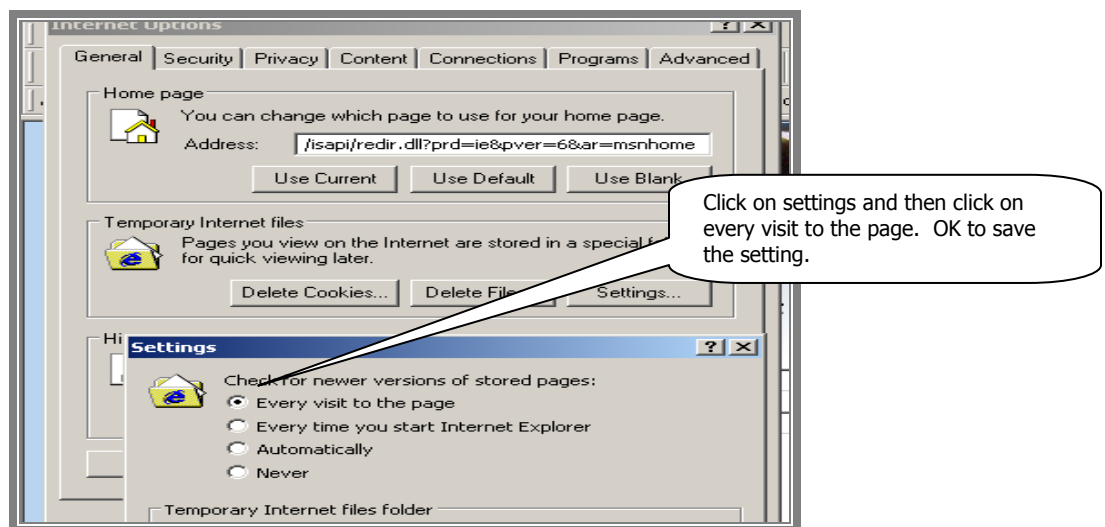 Internet Options
General Security Privacy Content Connections Programs Advanced
Home page
You can change which page to use for your home page.
Address: /isapi/redir.dll?prd=ie&pver=6&ar=msnhome
Use Current Use Default Use Blank
Click on settings and then click on
every visit to the page. OK to save
the setting.
Temporary Internet files
Pages you view on the Internet are stored in a special
for quick viewing later.
Delete Cookies... Delete Settings...
Settings
Check for newer versions of stored pages:
Every visit to the page
Every time you start Internet Explorer
Automatically
Never
Temporary Internet files folder